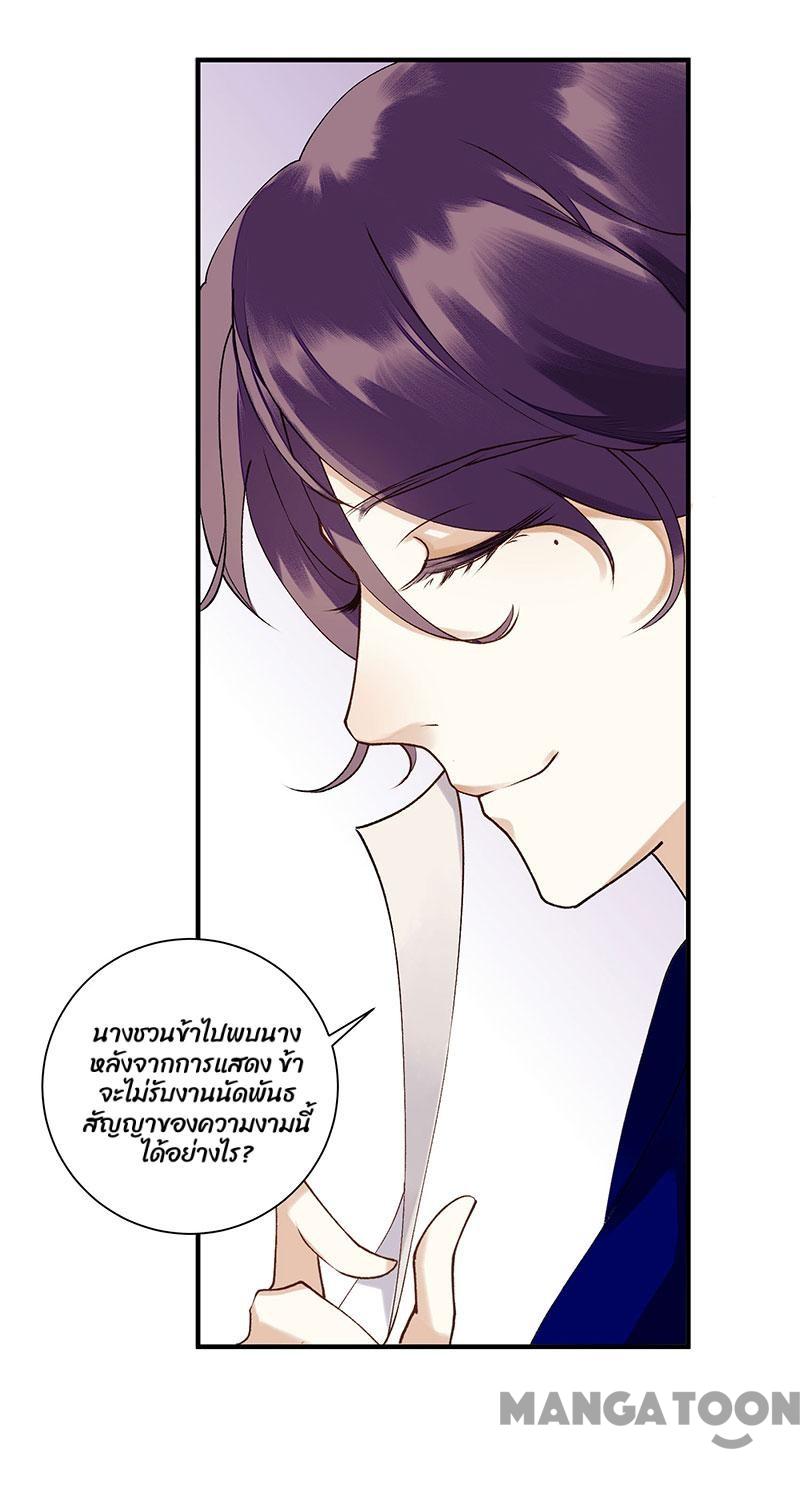 นางชวนข้าไปพบนาง
หลังจากการแสดง ข้า
จะไม่รับงานนัดพันธ
สัญญาของความงามนี้
ได้อย่างไร?
MANGATOON